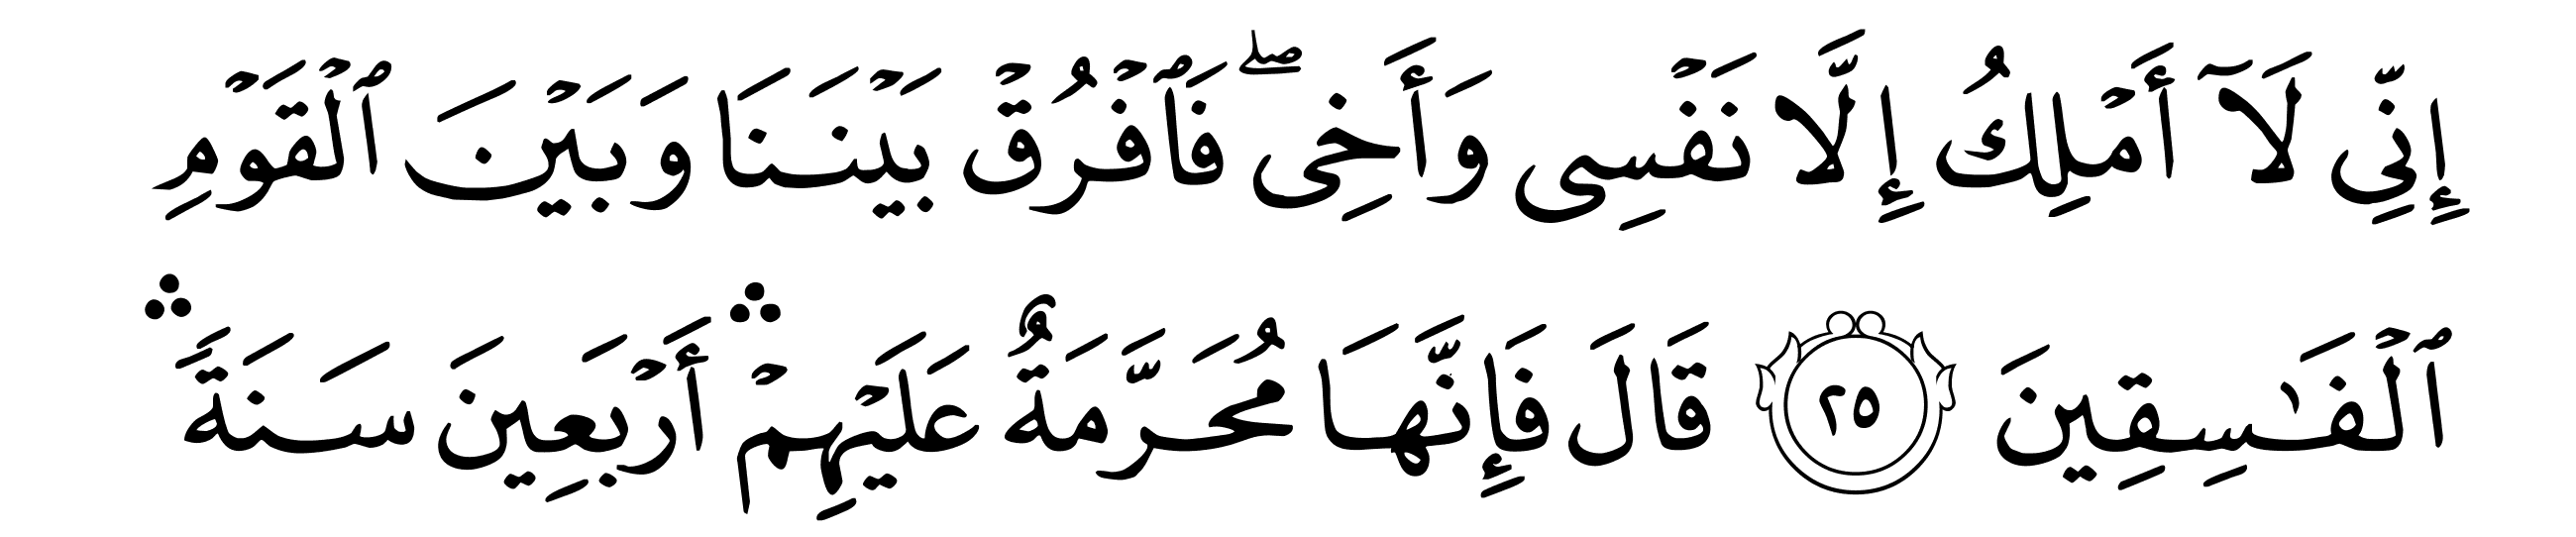 إِنِّي لَآ أَمۡلِكُ إِلَّا نَفۡسِي وَأَخِيۖ فَٱفۡرُقۡ بَيۡنَنَا وَبَيۡنَ ٱلۡقَوۡمِ
ٱلۡفَٰسِقِينَ ٢٥ قَالَ فَإِنَّهَا مُحَرَّمَةٌ عَلَيۡهِمۡۛ أَرۡبَعِينَ سَنَةٗۛ